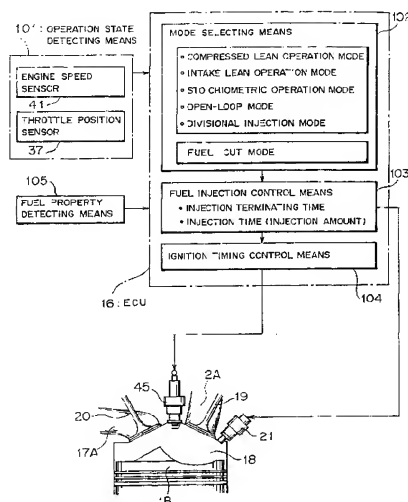 101: OPERATION STATE
DETECTING MEANS
ENGINE SPEED
SENSOR
41
THROTTLE POSITION
SENSOR
37
105
FUEL PROPERTY
DETECTING MEANS
102
MODE SELECTING MEANS
• COMPRESSED LEAN OPERATION MODE
• INTAKE LEAN OPERATION MODE
• STOICHIOMETRIC OPERATION MODE
• OPEN-LOOP MODE
• DIVISIONAL INJECTION MODE
FUEL CUT MODE
103
FUEL INJECTION CONTROL MEANS
• INJECTION TERMINATING TIME
• INJECTION TIME (INJECTION AMOUNT)
IGNITION TIMING CONTROL MEANS
104
16: ECU
45
2A
19
20
21
17A
18
1B